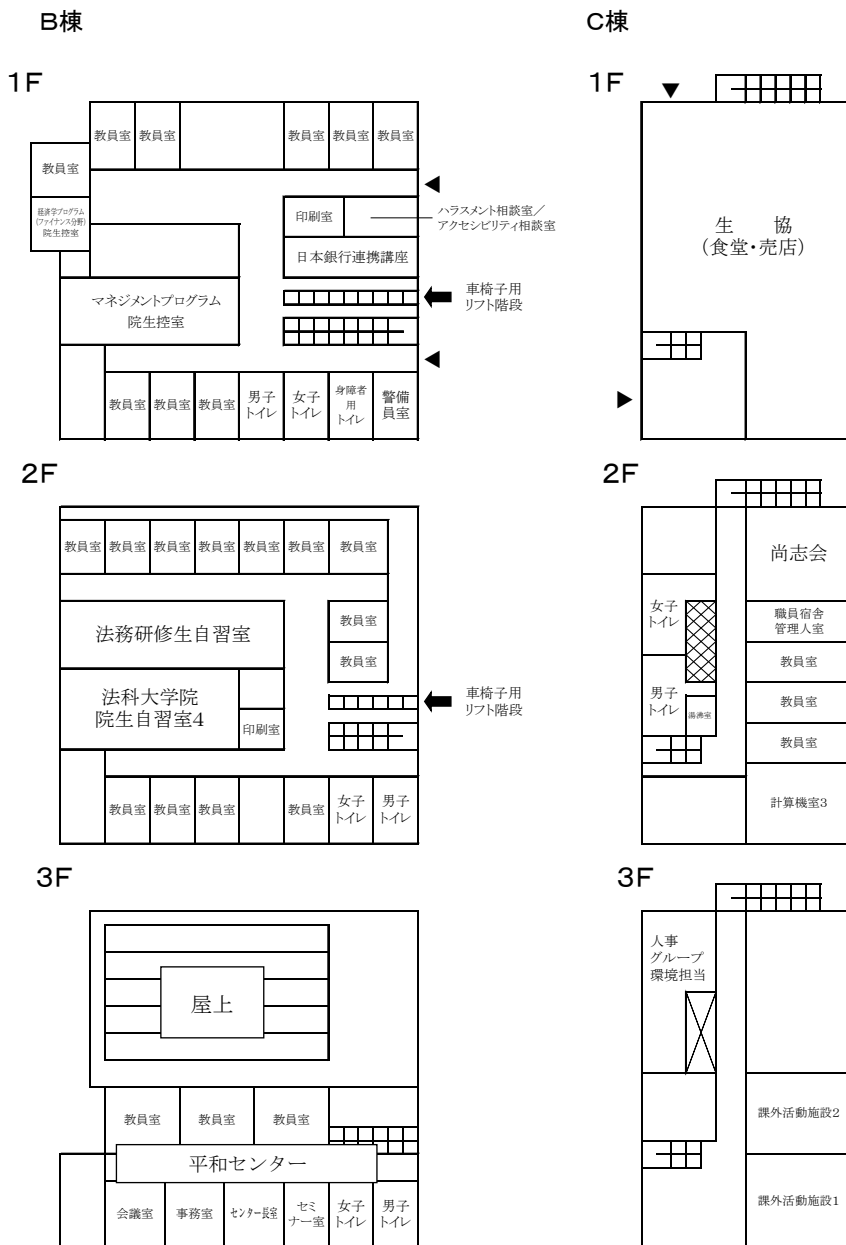 B棟
C棟
1F
教員室
教員室
教員室
教員室
教員室
教員室
経済学プログラム
(ファイナンス分野)
院生控室
印刷室
ハラスメント相談室／
アクセシビリティ相談室
日本銀行連携講座
マネジメントプログラム
院生控室
車椅子用
リフト階段
教員室
教員室
教員室
男子
トイレ
女子
トイレ
身障者
用
トイレ
警備
員室
1F
生 協
(食堂・売店)
2F
教員室
教員室
教員室
教員室
教員室
教員室
教員室
法務研修生自習室
教員室
教員室
法科大学院
院生自習室4
印刷室
車椅子用
リフト階段
教員室
教員室
教員室
教員室
女子
トイレ
男子
トイレ
2F
尚志会
女子
トイレ
職員宿舎
管理人室
教員室
男子
トイレ
湯沸室
教員室
教員室
計算機室3
3F
屋上
教員室
教員室
教員室
平和センター
会議室
事務室
センター長室
セミ
ナー室
女子
トイレ
男子
トイレ
3F
人事
グループ
環境担当
課外活動施設2
課外活動施設1